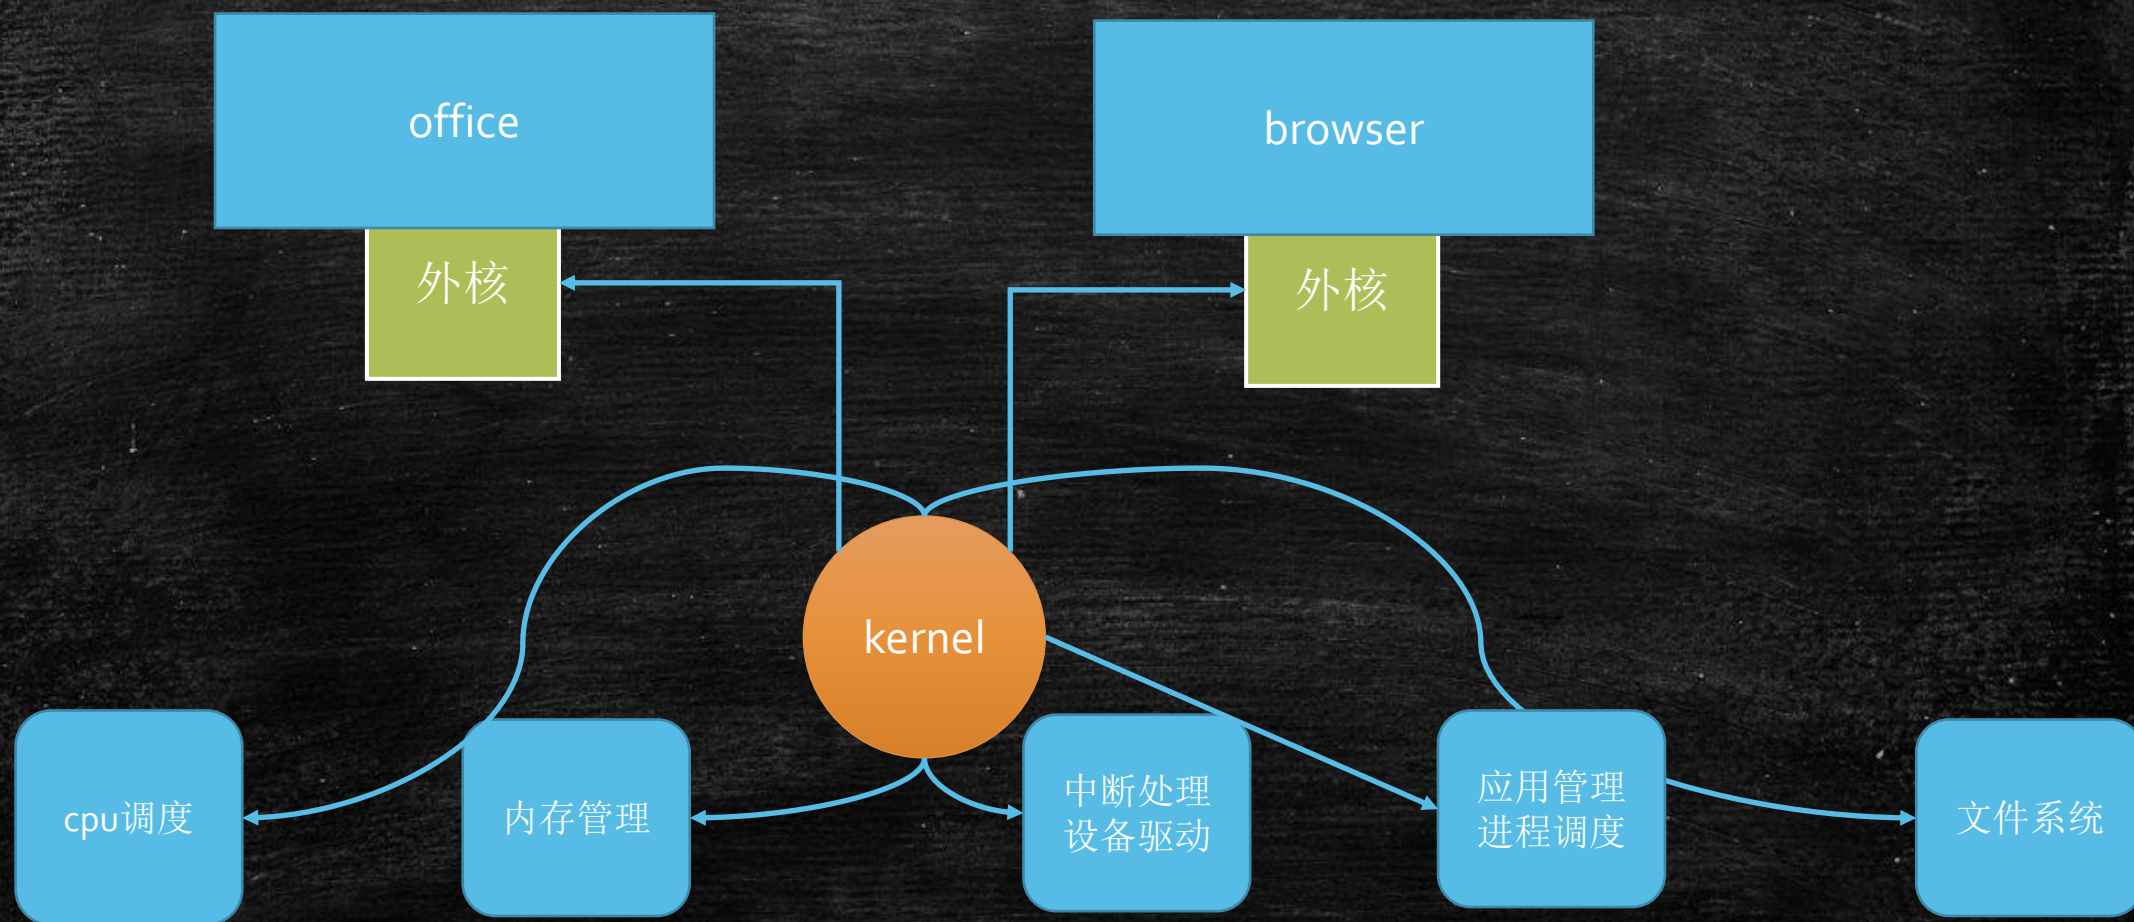 office
browser
外核
外核
kernel
cpu调度
内存管理
中断处理
设备驱动
应用管理
进程调度
文件系统